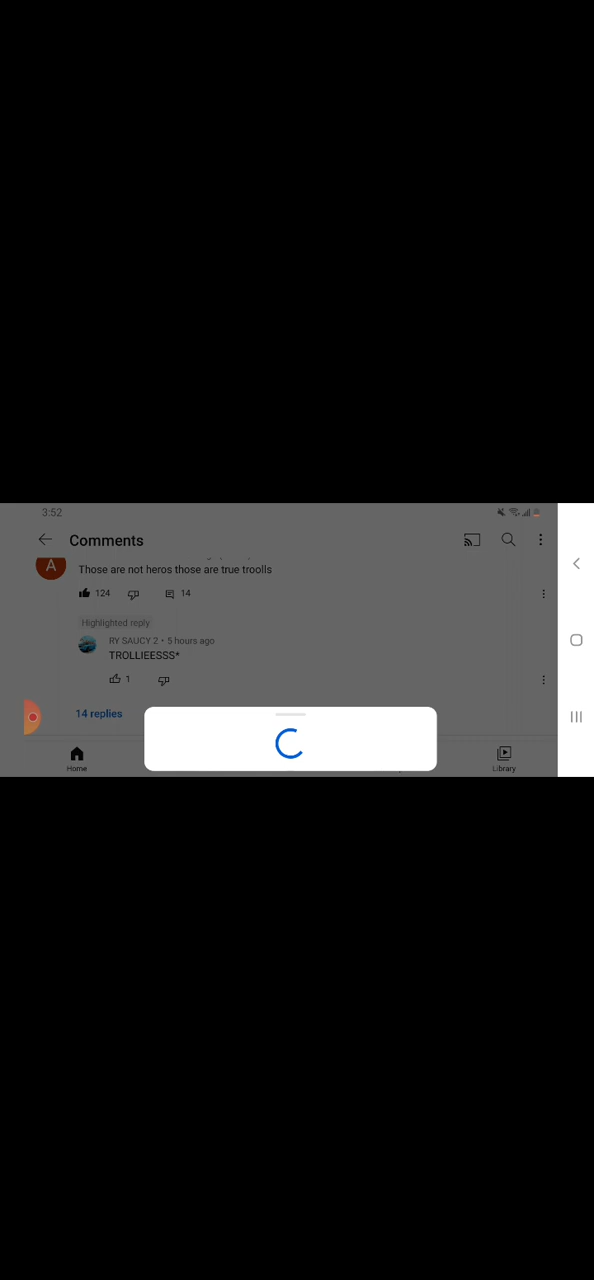 3:52
Comments
A
Those are not heros those are true troolls
124
14
Highlighted reply
RY SAUCY 2 • 5 hours ago
TROLLIEESSS*
1
14 replies
Home
Library